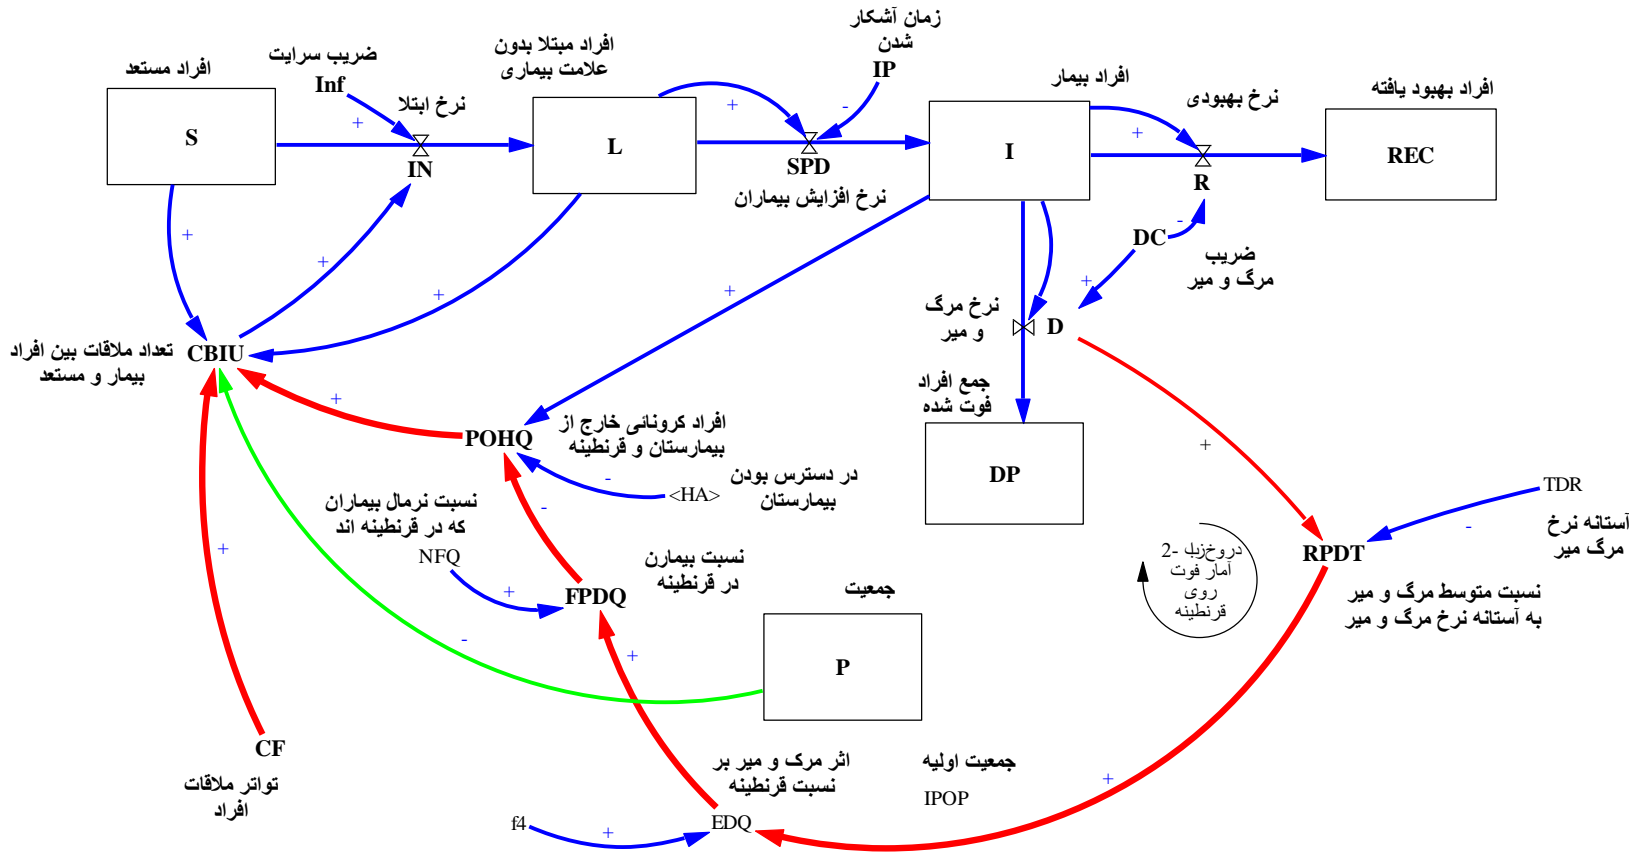 زمان آشکار
شدن
IP
افراد مستعد
ضریب سرایت
Inf
نرخ ابتلا
افراد مبتلا بدون
علامت بیماری
افراد بیمار
نرخ بهبودی
افراد بهبود یافته
S
+
IN
L
+
-
SPD
نرخ افزایش بیماران
I
+
R
REC
-
DC
ضریب
مرگ و میر
+
+
+
+
+
نرخ مرگ
و میر
D
تعداد ملاقات بین افراد
بیمار و مستعد
CBIU
+
جمع افراد
فوت شده
DP
POHQ
افراد کرونائی خارج از
بیمارستان و قرنطینه
+
-
<HA>
در دسترس بودن
بیمارستان
نسبت نرمال بیماران
که در قرنطینه اند
NFQ
-
TDR
-
آستانه نرخ
مرگ میر
RPDT
نسبت متوسط مرگ و میر
به آستانه نرخ مرگ و میر
آمار فوت
روی
قرنطینه
+
نسبت بیمارن
در قرنطینه
+
FPDQ
جمعیت
P
-
+
CF
تواتر ملاقات
افراد
اثر مرک و میر بر
نسبت قرنطینه
جمعیت اولیه
IPOP
+
f4
+
EDQ